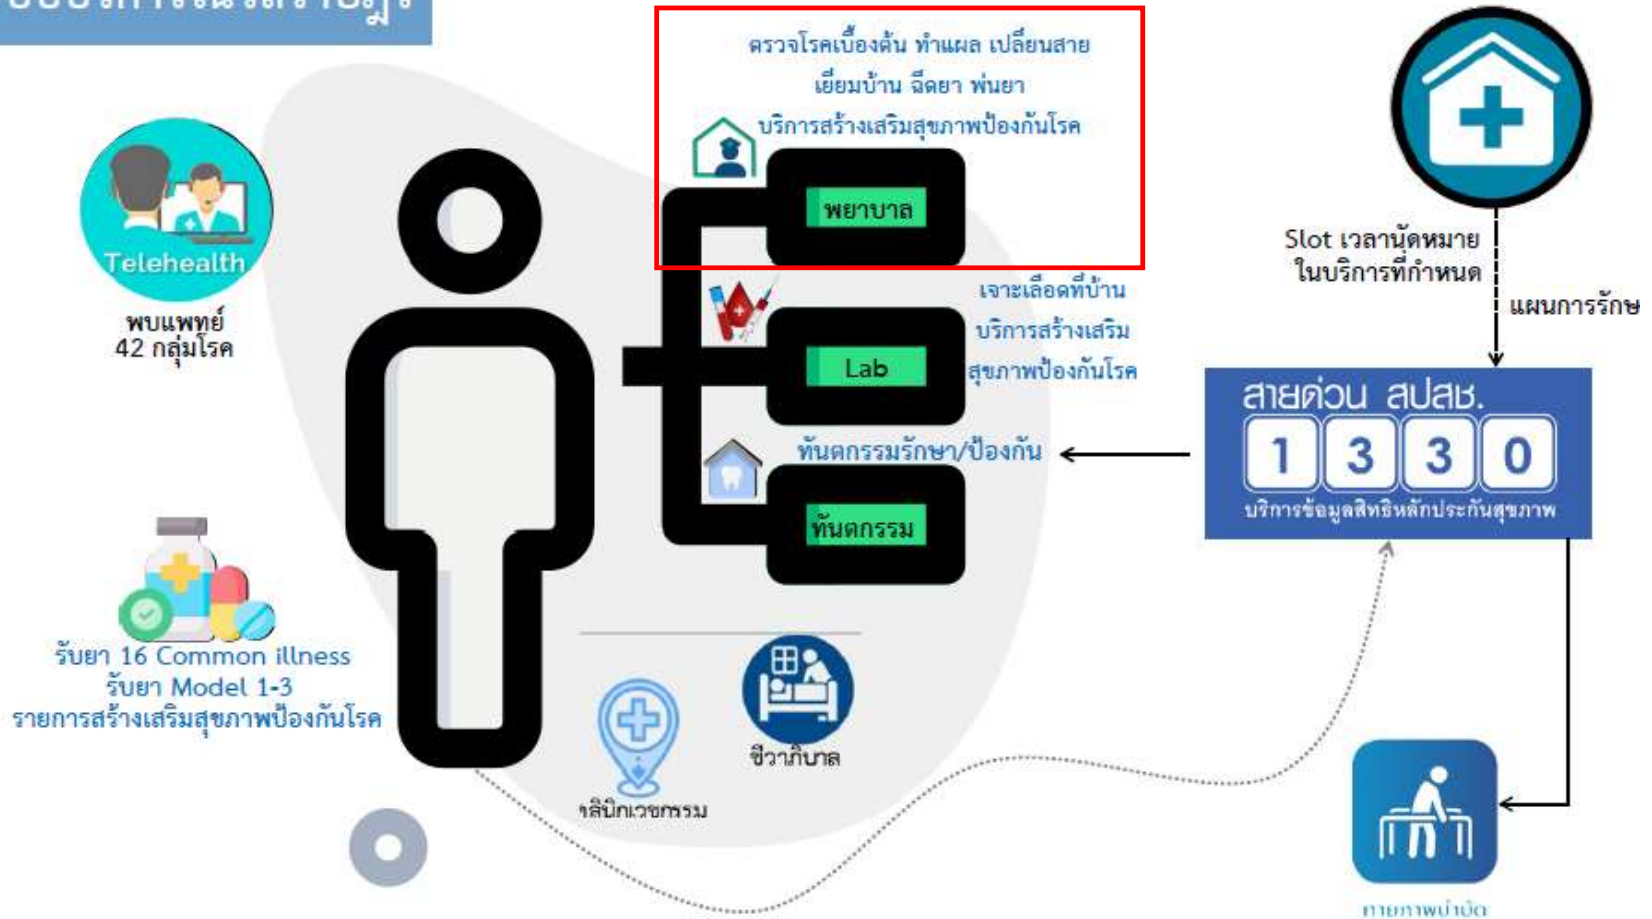 ตรวจโรคเบื้องต้น ทำแผล เปลี่ยนสาย
เยี่ยมบ้าน ฉีดยา พ่นยา
บริการสร้างเสริมสุขภาพป้องกันโรค
พยาบาล
Telehealth
พบแพทย์
42 กลุ่มโรค
Slot เวลานัดหมาย
ในบริการที่กำหนด
แผนการรักษ
เจาะเลือดที่บ้าน
บริการสร้างเสริม
สุขภาพป้องกันโรค
Lab
สายด่วน สปสช.
1 3 3 0
บริการข้อมูลสิทธิหลักประกันสุขภาพ
ทันตกรรมรักษา/ป้องกัน
ทันตกรรม
รับยา 16 Common illness
รับยา Model 1-3
รายการสร้างเสริมสุขภาพป้องกันโรค
ชีวาภิบาล
ลินิกเวชกรรม
กายภาพบำบัด